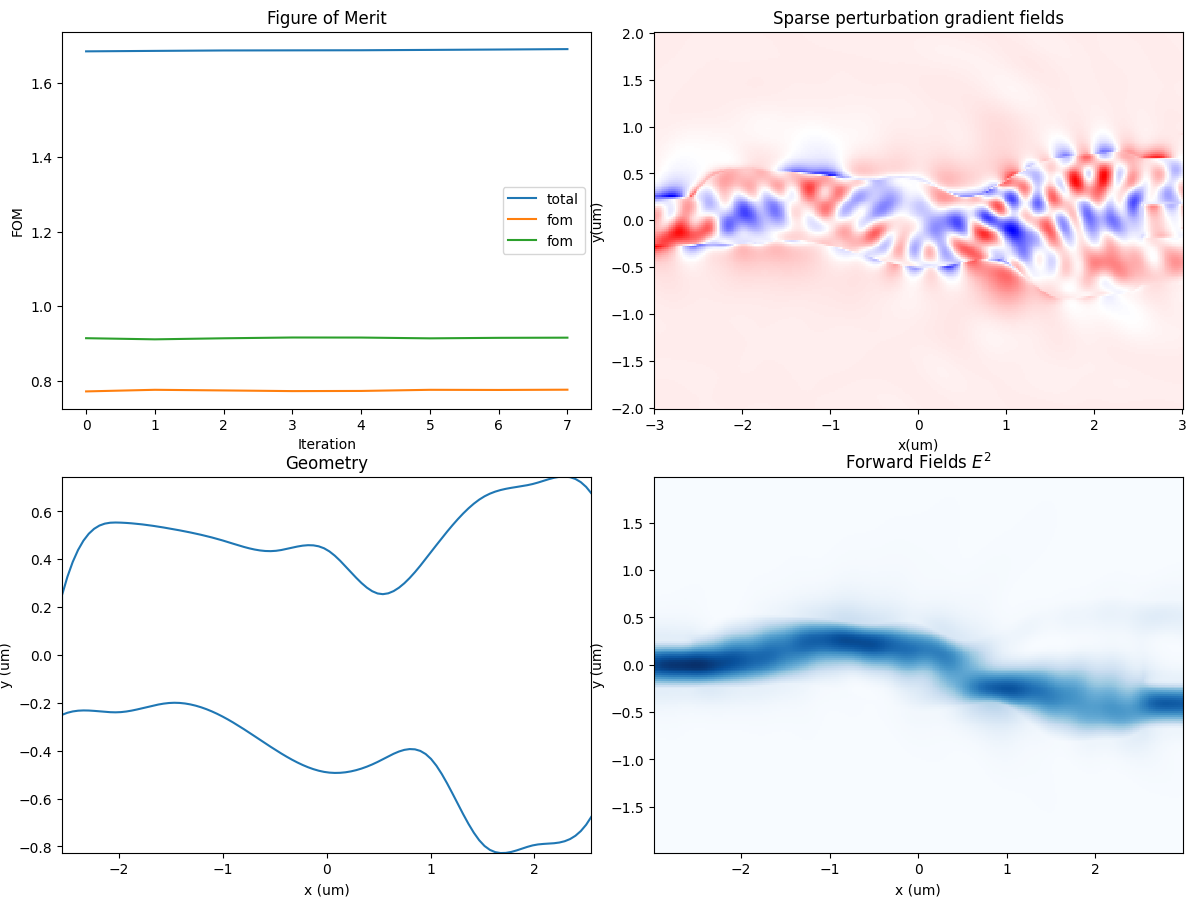 Figure of Merit
FOM
1.6
1.4
1.2
1.0
0.8
total
fom
fom
0 1 2 3 4 5 6 7
Iteration
Sparse perturbation gradient fields
y(um)
2.0
1.5
1.0
0.5
0.0
−0.5
−1.0
−1.5
−2.0
−3 −2 −1 0 1 2 3
x(um)
Geometry
y (um)
0.6
0.4
0.2
0.0
−0.2
−0.4
−0.6
−0.8
−2 −1 0 1 2
x (um)
Forward Fields E²
y (um)
1.5
1.0
0.5
0.0
−0.5
−1.0
−1.5
−2 −1 0 1 2
x (um)